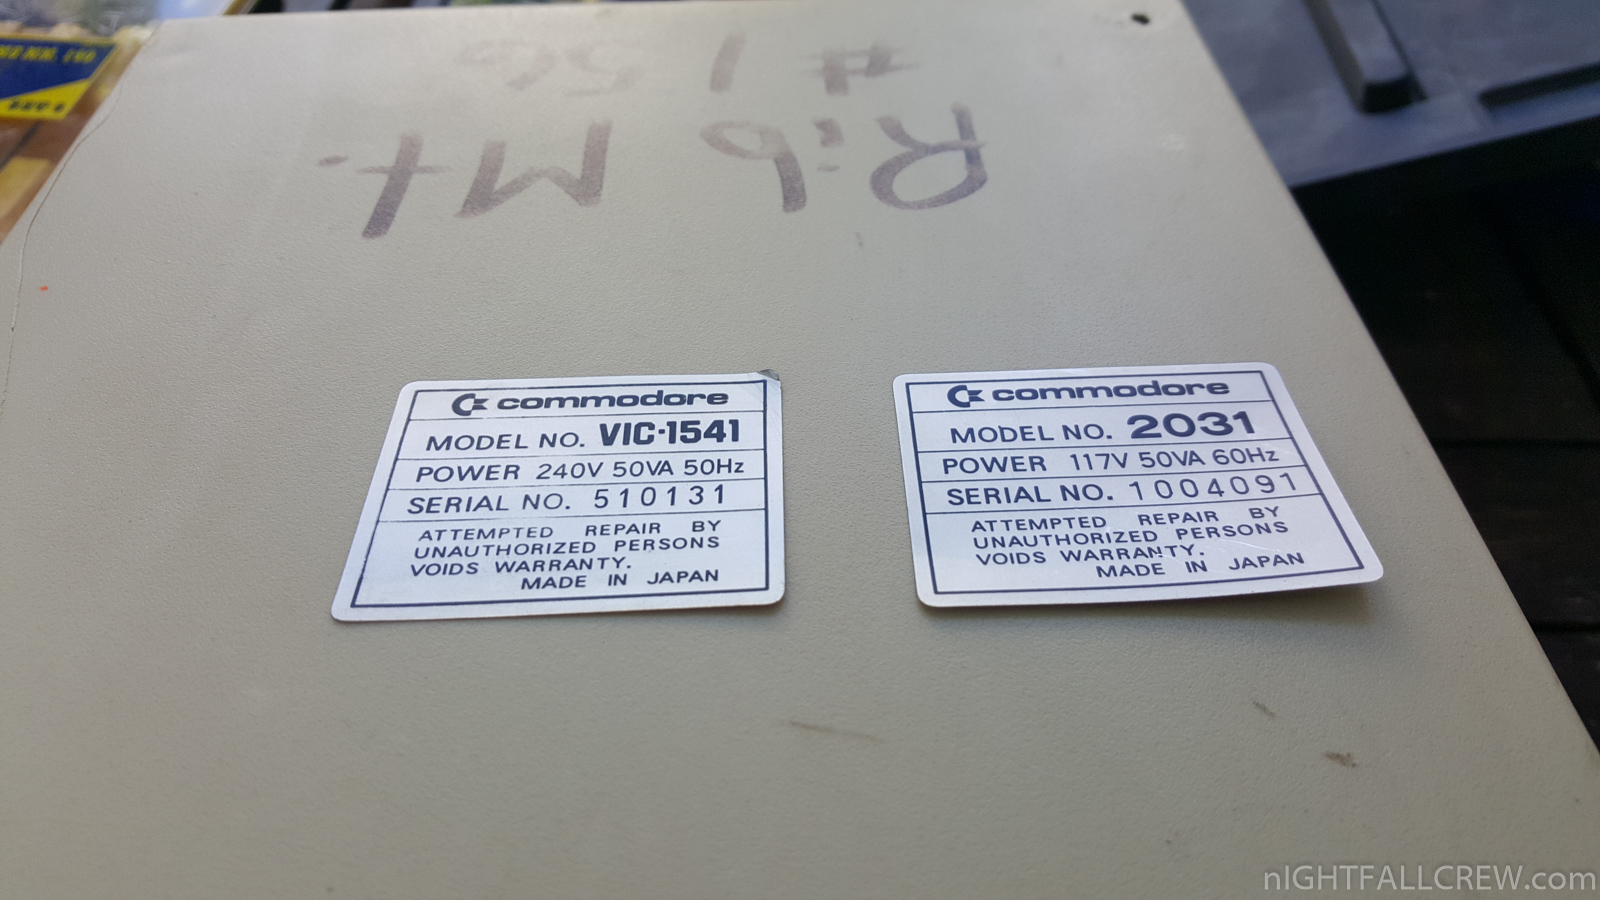 # 156
Rib Mt.
commodore
MODEL NO. VIC-1541
POWER 240V 50VA 50Hz
SERIAL NO. 510131
ATTEMPTED REPAIR BY
UNAUTHORIZED PERSONS
VOIDS WARRANTY.
MADE IN JAPAN
commodore
MODEL NO. 2031
POWER 117V 50VA 60Hz
SERIAL NO. 1004091
ATTEMPTED REPAIR BY
UNAUTHORIZED PERSONS
VOIDS WARRANTY.
MADE IN JAPAN
nIGHTFALLCREW.com